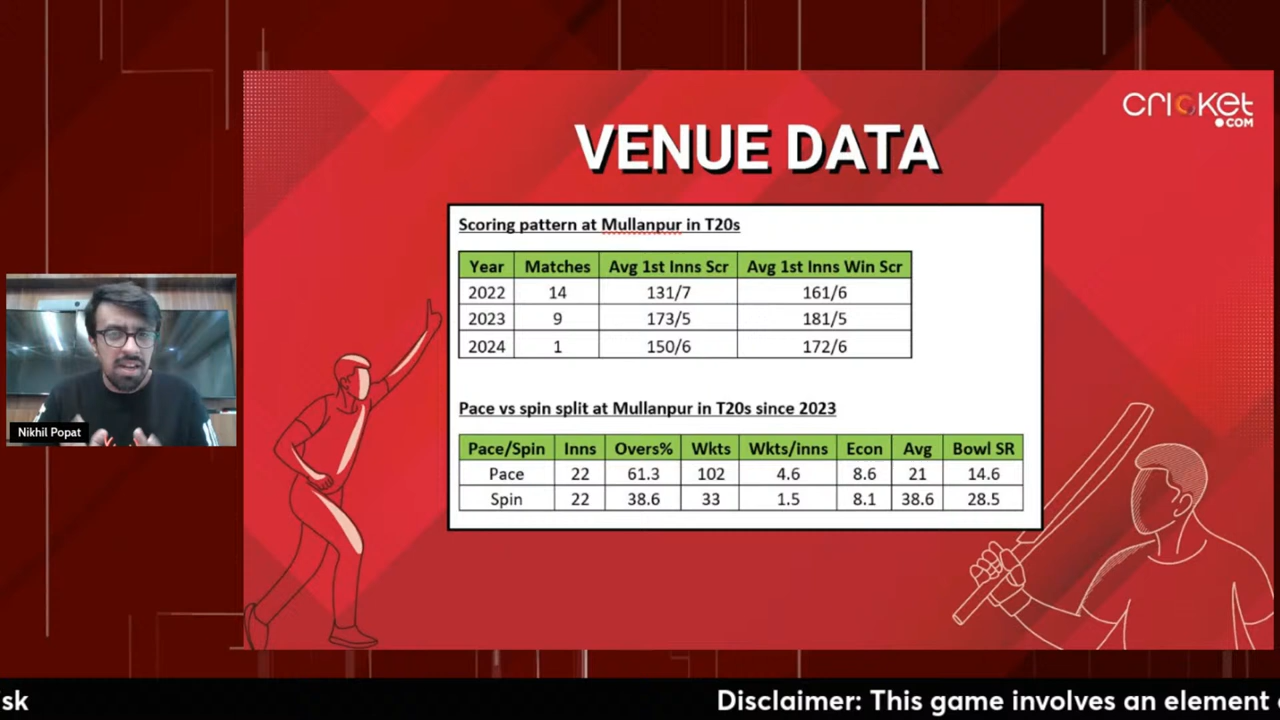 cricket
.COM
VENUE DATA
Scoring pattern at Mullanpur in T20s
Year Matches Avg 1st Inns Scr Avg 1st Inns Win Scr
2022 14 131/7 161/6
2023 9 173/5 181/5
2024 1 150/6 172/6
Pace vs spin split at Mullanpur in T20s since 2023
Pace/Spin Inns Overs% Wkts Wkts/inns Econ Avg Bowl SR
Pace 22 61.3 102 4.6 8.6 21 14.6
Spin 22 38.6 33 1.5 8.1 38.6 28.5
Nikhil Popat
isk Disclaimer: This game involves an element